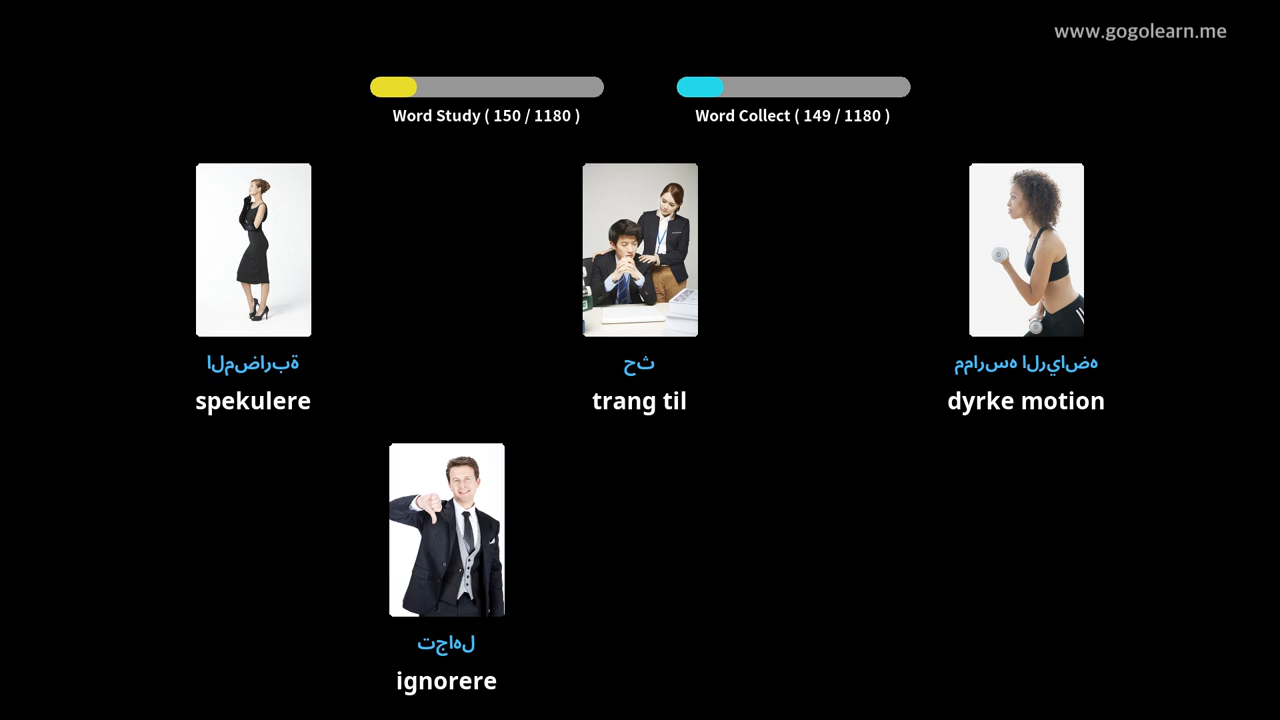 www.gogolearn.me
Word Study ( 150 / 1180 )
Word Collect ( 149 / 1180 )
المضاربة
حث
ممارسه الرياضه
spekulere
trang til
dyrke motion
تجاهل
ignorere